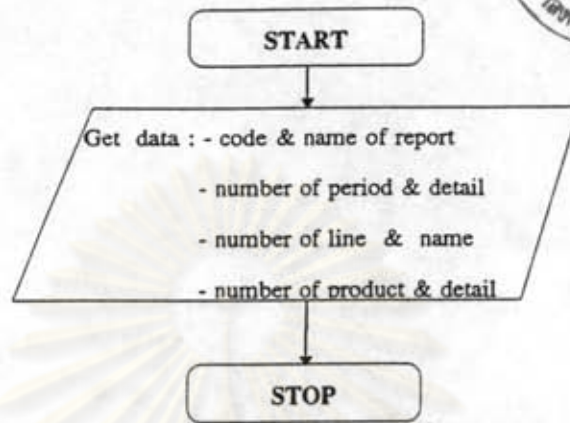 START
Get data : - code & name of report
- number of period & detail
- number of line & name
- number of product & detail
STOP